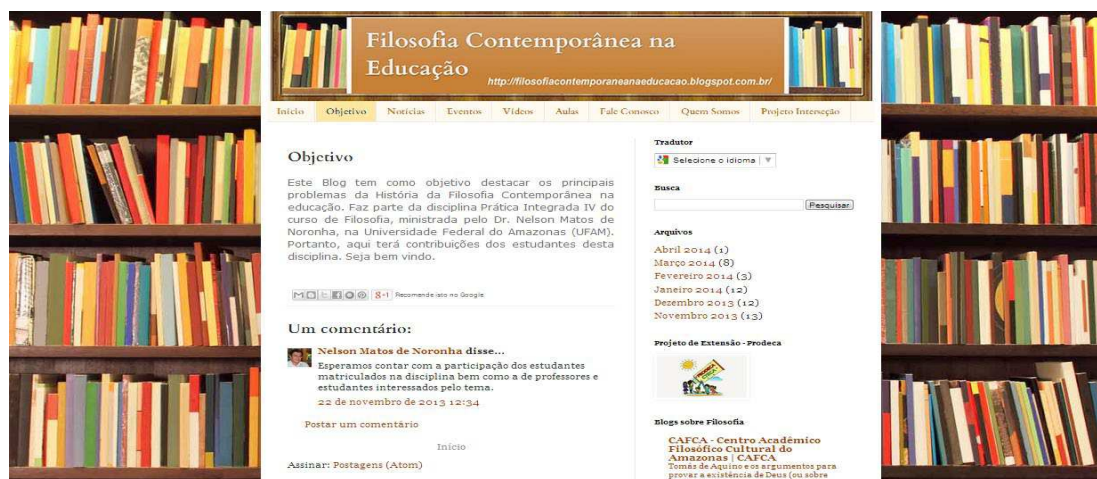 Filosofia Contemporânea na
Educação
http://filosofiacontemporaneanaeducacao.blogspot.com.br/
Início Objetivo Notícias Eventos Vídeos Aulas Fale Conosco Quem Somos Projeto Interseção
Objetivo
Este Blog tem como objetivo destacar os principais
problemas da História da Filosofia Contemporânea na
educação. Faz parte da disciplina Prática Integrada IV do
curso de Filosofia, ministrada pelo Dr. Nelson Matos de
Noronha, na Universidade Federal do Amazonas (UFAM).
Portanto, aqui terá contribuições dos estudantes desta
disciplina. Seja bem vindo.
g+1 Recomende isto no Google
Um comentário:
Nelson Matos de Noronha disse...
Esperamos contar com a participação dos estudantes
matriculados na disciplina bem como a de professores e
estudantes interessados pelo tema.
22 de novembro de 2013 12:34
Postar um comentário
Início
Assinar: Postagens (Atom)
Tradutor
Selecione o idioma ▼
Busca
Pesquisar
Arquivos
Abril 2014 (1)
Março 2014 (8)
Fevereiro 2014 (3)
Janeiro 2014 (12)
Dezembro 2013 (12)
Novembro 2013 (13)
Projeto de Extensão - Prodeca
Blogs sobre Filosofia
CAFCA - Centro Acadêmico
Filosófico Cultural do
Amazonas | CAFCA
Tomás de Aquino e os argumentos para
provar a existência de Deus (ou sobre